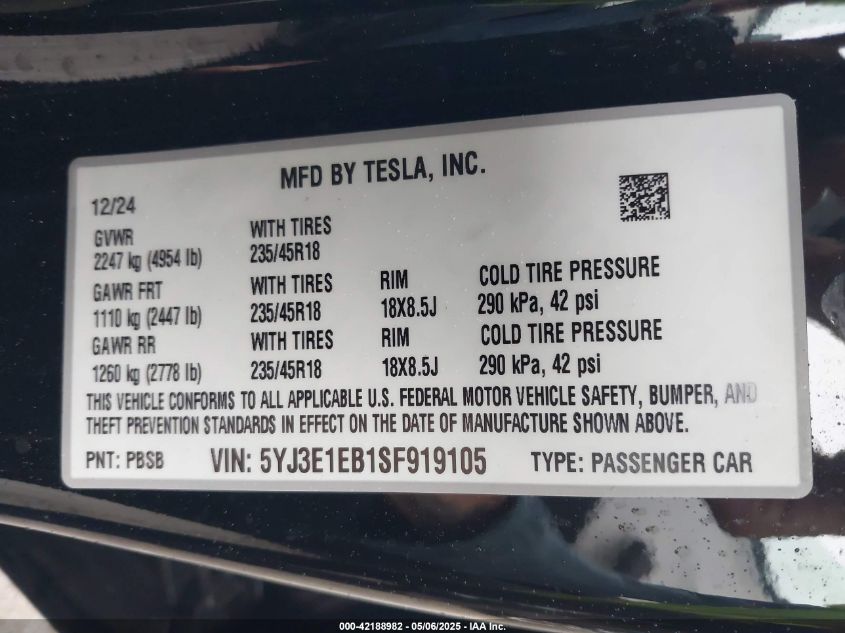 MFD BY TESLA, INC.
12/24
GVWR WITH TIRES
2247 kg (4954 lb) 235/45R18
GAWR FRT WITH TIRES RIM COLD TIRE PRESSURE
1110 kg (2447 lb) 235/45R18 18X8.5J 290 kPa, 42 psi
GAWR RR WITH TIRES RIM COLD TIRE PRESSURE
1260 kg (2778 lb) 235/45R18 18X8.5J 290 kPa, 42 psi
THIS VEHICLE CONFORMS TO ALL APPLICABLE U.S. FEDERAL MOTOR VEHICLE SAFETY, BUMPER, AND
THEFT PREVENTION STANDARDS IN EFFECT ON THE DATE OF MANUFACTURE SHOWN ABOVE.
PNT: PBSB VIN: 5YJ3E1EB1SF919105 TYPE: PASSENGER CAR
000-42188982 - 05/06/2025 - IAA Inc.